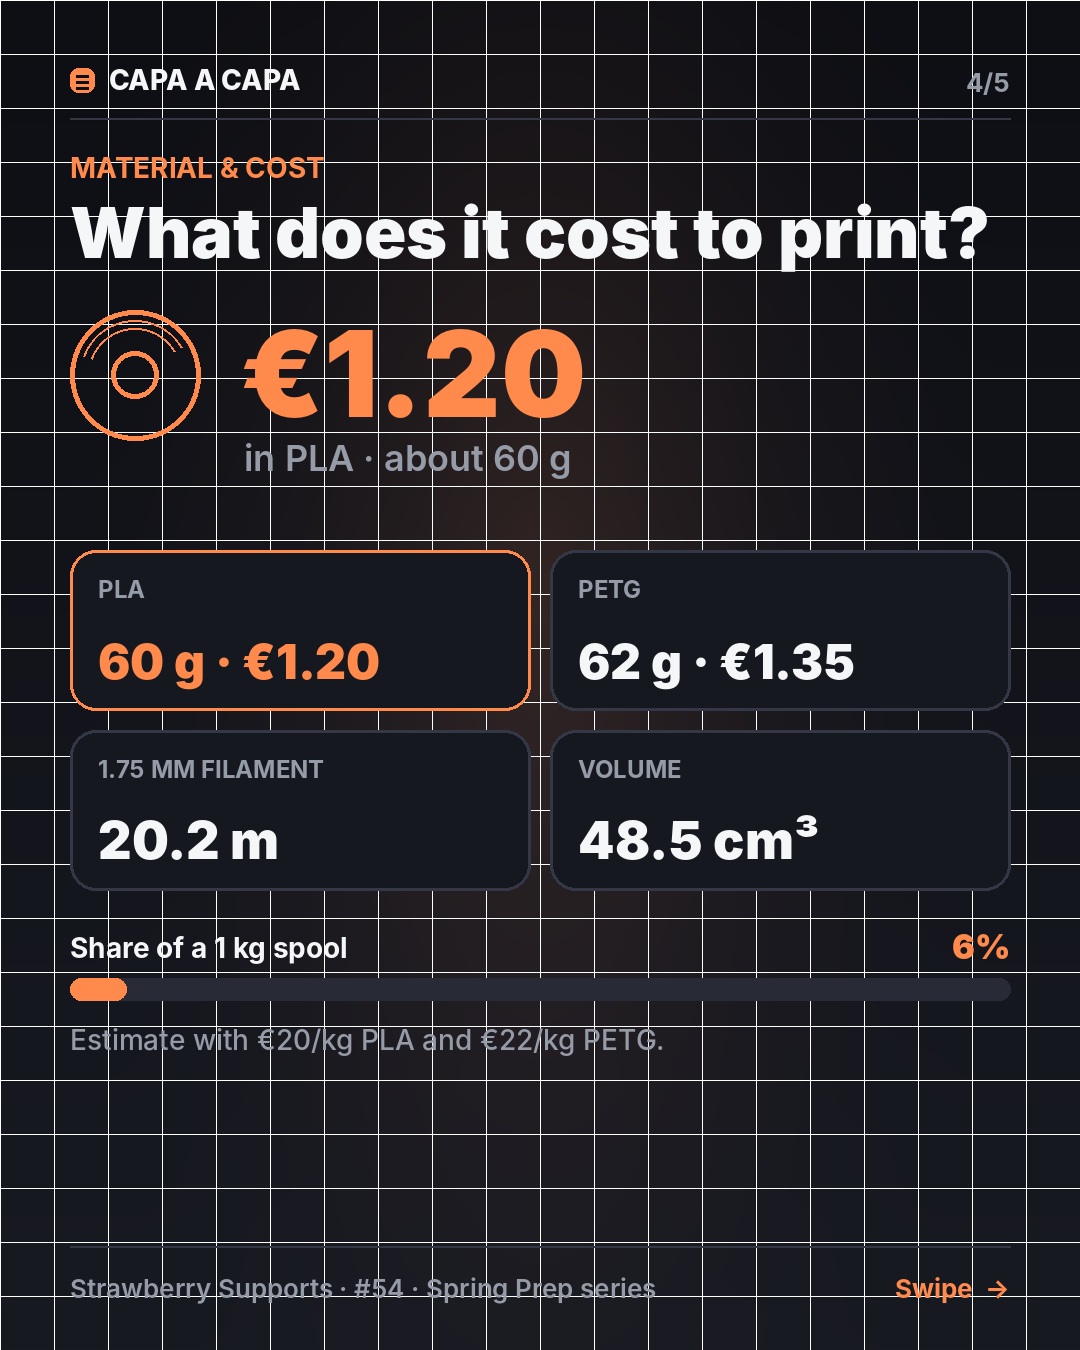 CAPA A CAPA
4/5
MATERIAL & COST
What does it cost to print?
€1.20
in PLA · about 60 g
PLA
60 g · €1.20
PETG
62 g · €1.35
1.75 MM FILAMENT
20.2 m
VOLUME
48.5 cm³
Share of a 1 kg spool
6%
Estimate with €20/kg PLA and €22/kg PETG.
Strawberry Supports · #54 · Spring Prep series
Swipe →